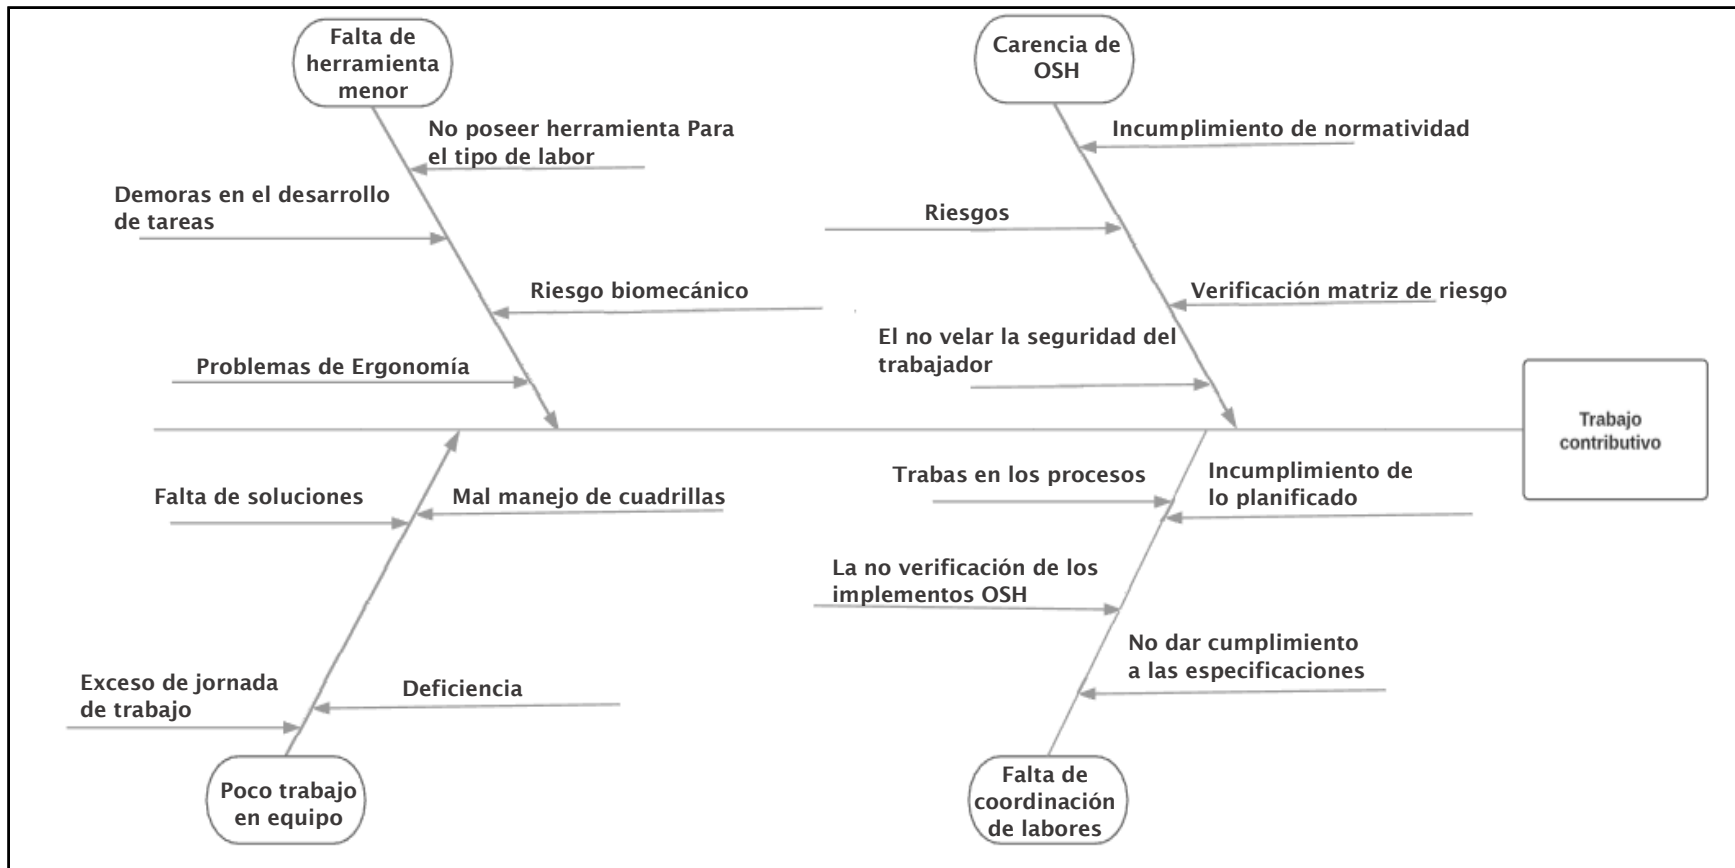 Falta de
herramienta
menor
Carencia de
OSH
No poseer herramienta Para
el tipo de labor
Incumplimiento de normatividad
Demoras en el desarrollo
de tareas
Riesgos
Riesgo biomecánico
Verificación matriz de riesgo
El no velar la seguridad del
trabajador
Problemas de Ergonomía
Trabajo
contributivo
Falta de soluciones
Mal manejo de cuadrillas
Trabas en los procesos
Incumplimiento de
lo planificado
La no verificación de los
implementos OSH
No dar cumplimiento
a las especificaciones
Exceso de jornada
de trabajo
Deficiencia
Poco trabajo
en equipo
Falta de
coordinación
de labores